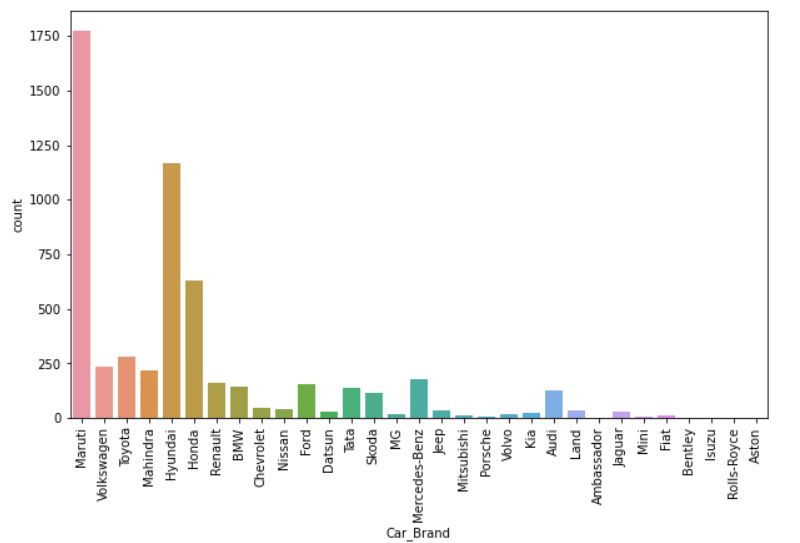 1750
1500
1250
1000
750
500
250
0
count
Maruti
Volkswagen
Toyota
Mahindra
Hyundai
Honda
Renault
BMW
Chevrolet
Nissan
Ford
Datsun
Tata
Skoda
MG
Mercedes-Benz
Jeep
Mitsubishi
Porsche
Volvo
Kia
Audi
Land
Ambassador
Jaguar
Mini
Fiat
Bentley
Isuzu
Rolls-Royce
Aston
Car_Brand